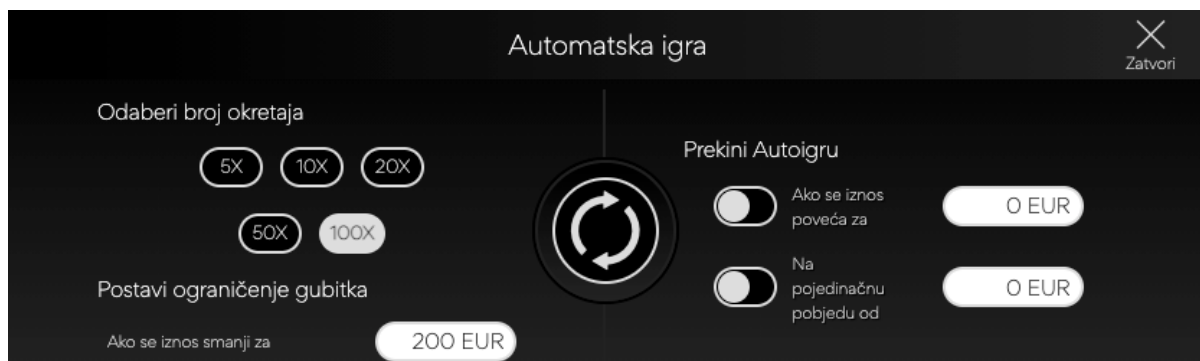 Automatska igra
Zatvori
Odaberi broj okretaja
5X 10X 20X
50X 100X
Postavi ograničenje gubitka
Ako se iznos smanji za 200 EUR
Prekini Autoigru
Ako se iznos
poveća za
0 EUR
Na
pojedinačnu
pobjedu od
0 EUR